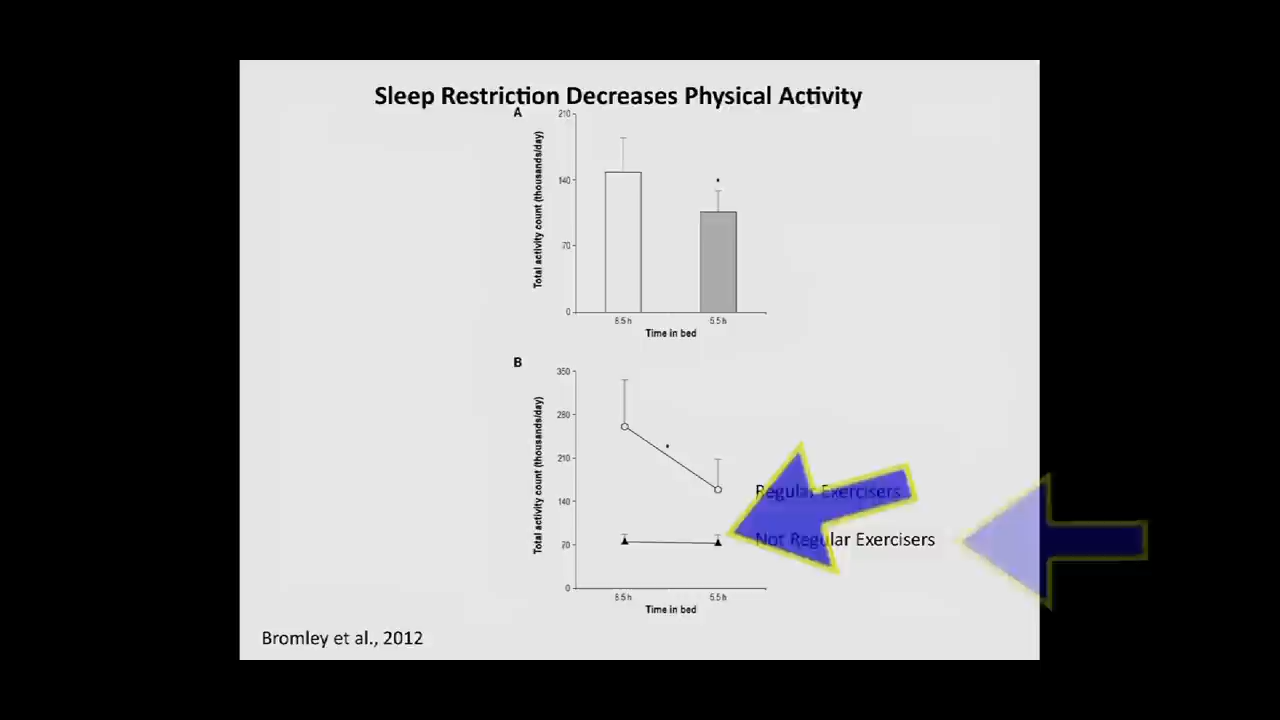 Sleep Restriction Decreases Physical Activity
A
Total activity count (thousands/day)
210
140
70
0
8.5 h
5.5 h
Time in bed
B
Total activity count (thousands/day)
350
280
210
140
70
0
8.5 h
5.5 h
Time in bed
Regular Exercisers
Not Regular Exercisers
Bromley et al., 2012